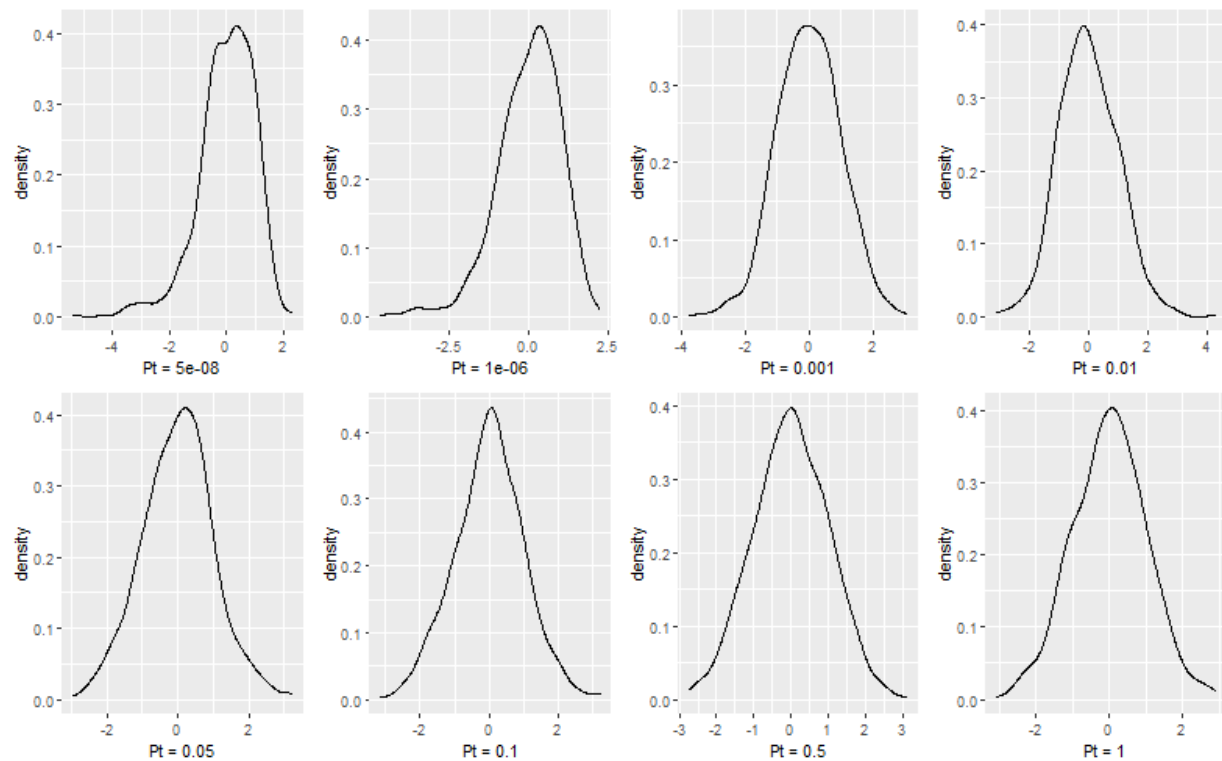 density
0.4
0.3
0.2
0.1
0.0
-4 -2 0 2
Pt = 5e-08
density
0.4
0.3
0.2
0.1
0.0
-2.5 0.0 2.5
Pt = 1e-06
density
0.3
0.2
0.1
0.0
-4 -2 0 2
Pt = 0.001
density
0.4
0.3
0.2
0.1
0.0
-2 0 2 4
Pt = 0.01
density
0.4
0.3
0.2
0.1
0.0
-2 0 2
Pt = 0.05
density
0.4
0.3
0.2
0.1
0.0
-2 0 2
Pt = 0.1
density
0.4
0.3
0.2
0.1
0.0
-3 -2 -1 0 1 2 3
Pt = 0.5
density
0.4
0.3
0.2
0.1
0.0
-2 0 2
Pt = 1